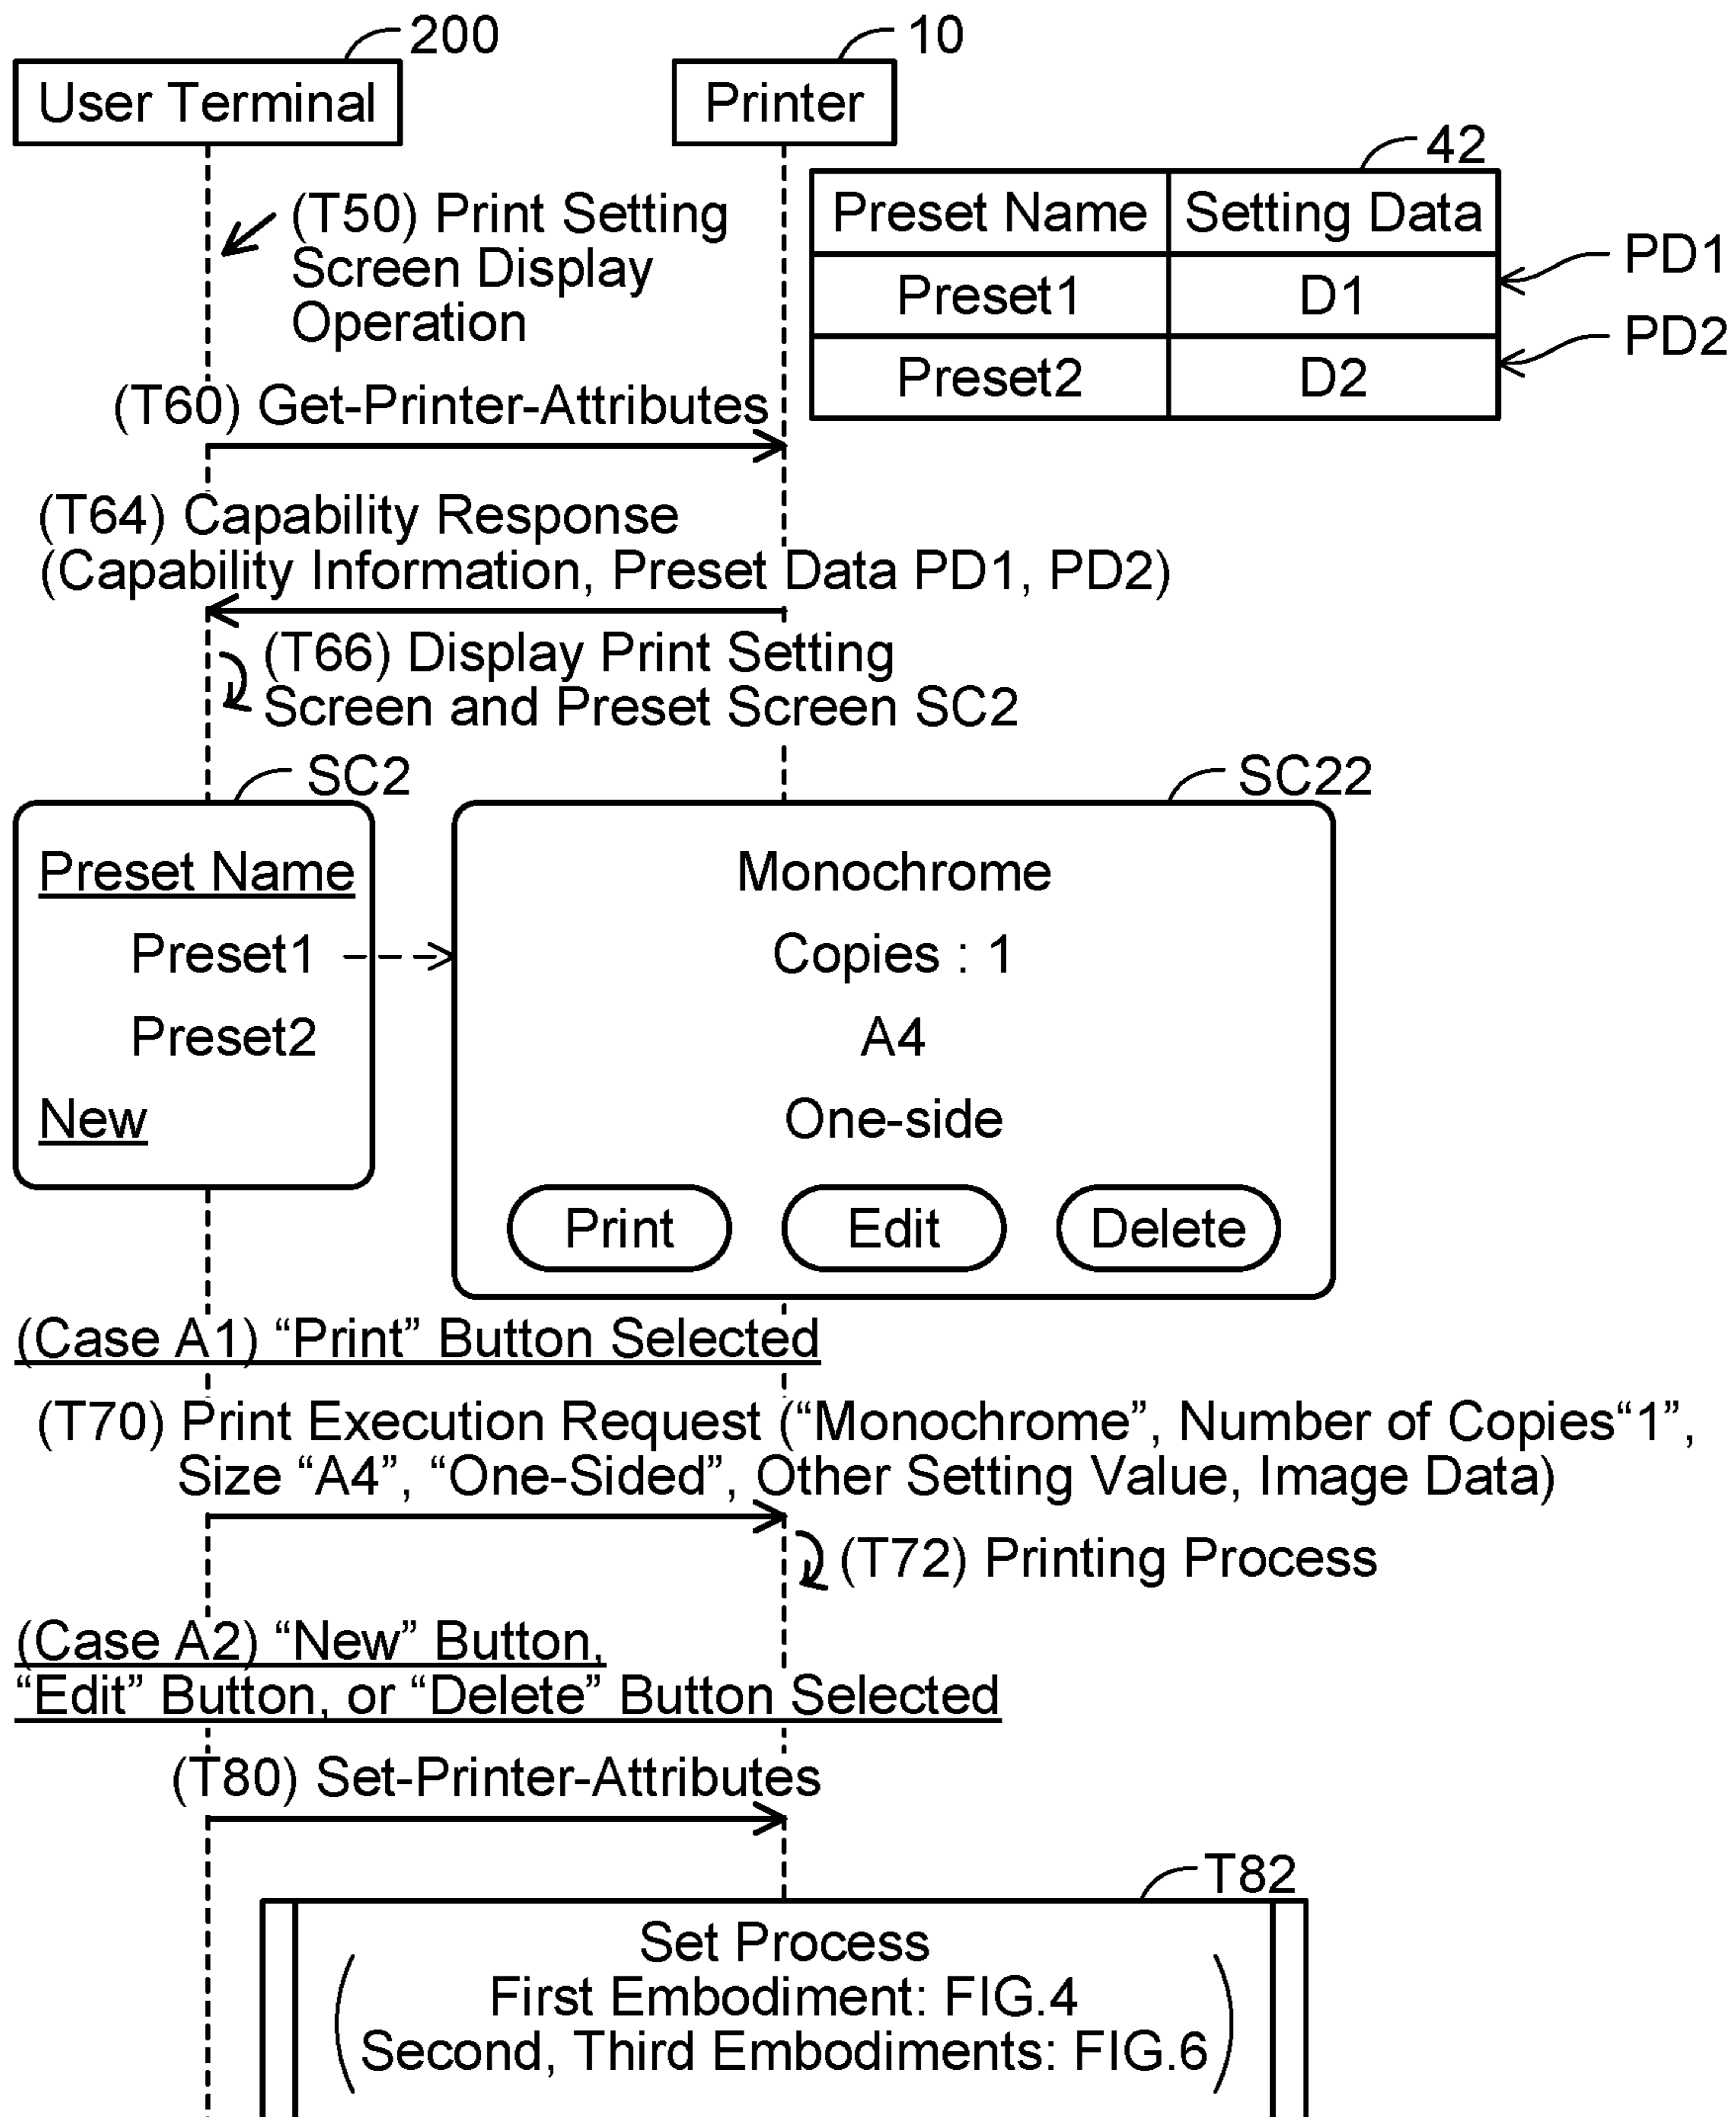 200
10
User Terminal
Printer
42
Preset Name
Setting Data
Preset1
D1
PD1
Preset2
D2
PD2
(T50) Print Setting
Screen Display
Operation
(T60) Get-Printer-Attributes
(T64) Capability Response
(Capability Information, Preset Data PD1, PD2)
(T66) Display Print Setting
Screen and Preset Screen SC2
SC2
Preset Name
Preset1
Preset2
New
SC22
Monochrome
Copies : 1
A4
One-side
Print
Edit
Delete
(Case A1) “Print” Button Selected
(T70) Print Execution Request (“Monochrome”, Number of Copies“1”,
Size “A4”, “One-Sided”, Other Setting Value, Image Data)
(T72) Printing Process
(Case A2) “New” Button,
“Edit” Button, or “Delete” Button Selected
(T80) Set-Printer-Attributes
T82
Set Process
First Embodiment: FIG.4
Second, Third Embodiments: FIG.6